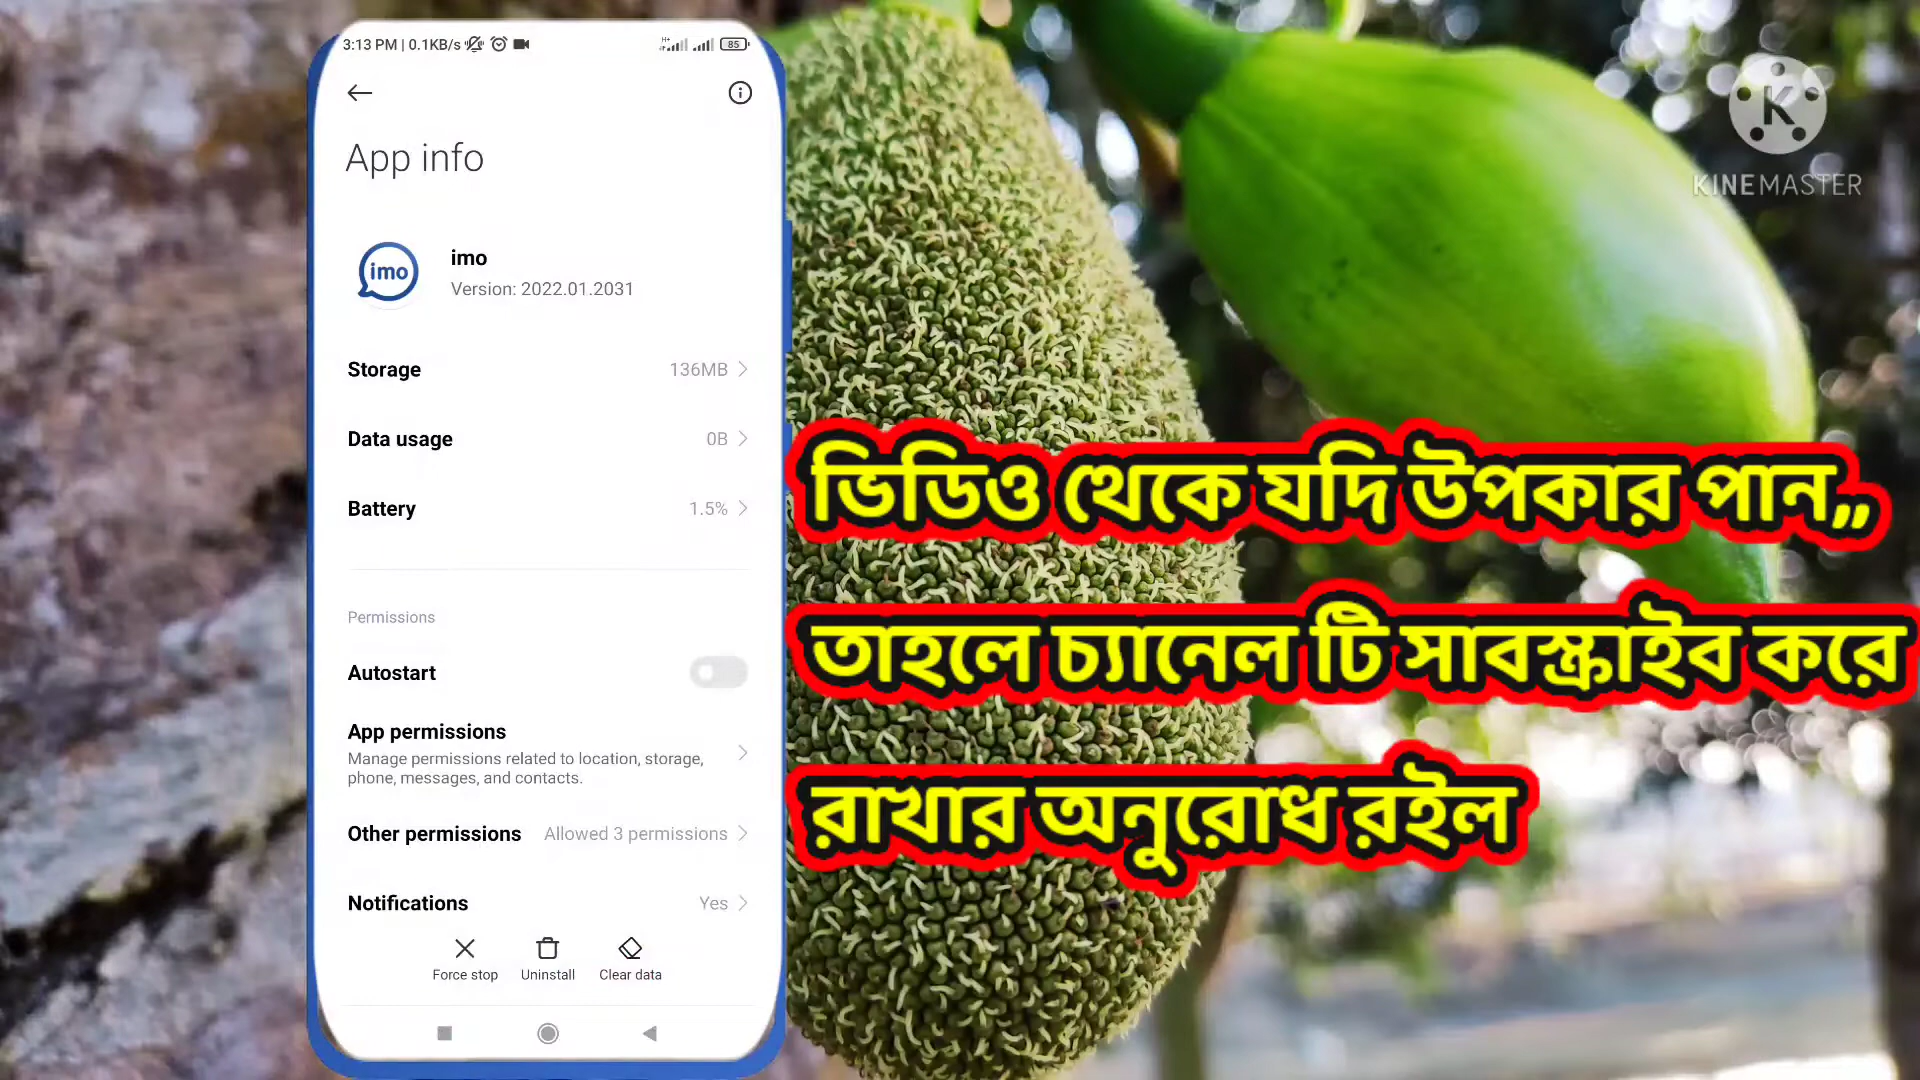 3:13 PM | 0.1KB/s
85
App info
imo
imo
Version: 2022.01.2031
Storage 136MB
Data usage 0B
Battery 1.5%
Permissions
Autostart
App permissions
Manage permissions related to location, storage,
phone, messages, and contacts.
Other permissions Allowed 3 permissions
Notifications Yes
Force stop Uninstall Clear data
K
KINEMASTER
ভিডিও থেকে যদি উপকার পান,,
তাহলে চ্যানেল টি সাবস্ক্রাইব করে
রাখার অনুরোধ রইল